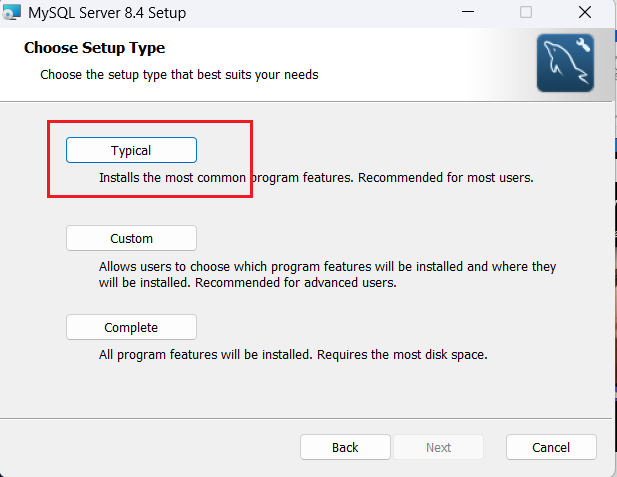 MySQL Server 8.4 Setup
Choose Setup Type
Choose the setup type that best suits your needs
Typical
Installs the most common program features. Recommended for most users.
Custom
Allows users to choose which program features will be installed and where they
will be installed. Recommended for advanced users.
Complete
All program features will be installed. Requires the most disk space.
Back
Next
Cancel